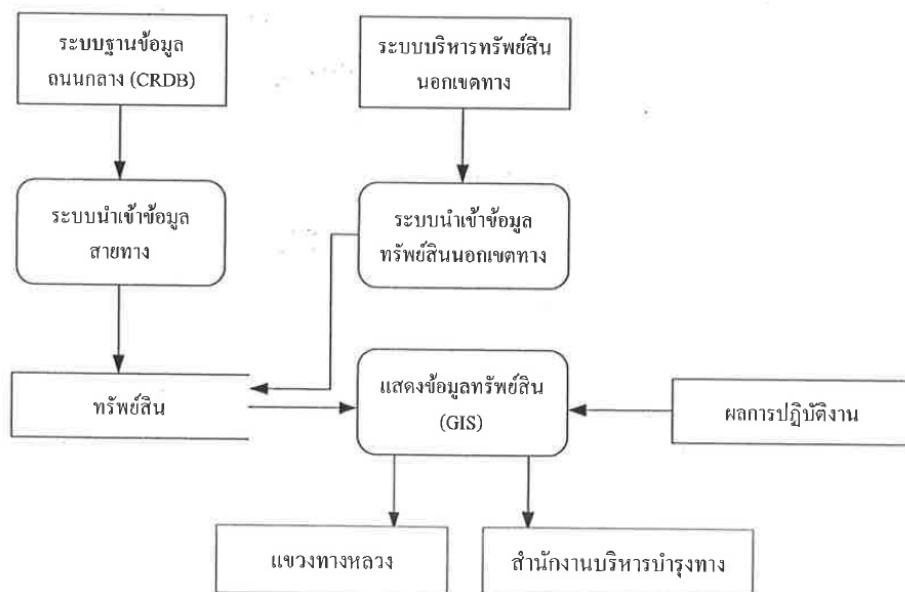 ระบบฐานข้อมูล
ถนนกลาง (CRDB)
ระบบบริหารทรัพย์สิน
นอกเขตทาง
ระบบนำเข้าข้อมูล
สายทาง
ระบบนำเข้าข้อมูล
ทรัพย์สินนอกเขตทาง
ทรัพย์สิน
แสดงข้อมูลทรัพย์สิน
(GIS)
ผลการปฏิบัติงาน
แขวงทางหลวง
สำนักงานบริหารบำรุงทาง